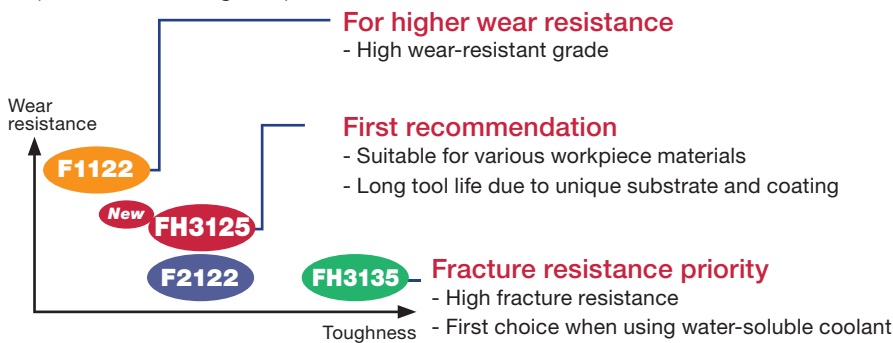 For higher wear resistance
- High wear-resistant grade
Wear
resistance
First recommendation
- Suitable for various workpiece materials
- Long tool life due to unique substrate and coating
F1122
New
FH3125
F2122
FH3135
Fracture resistance priority
- High fracture resistance
- First choice when using water-soluble coolant
Toughness